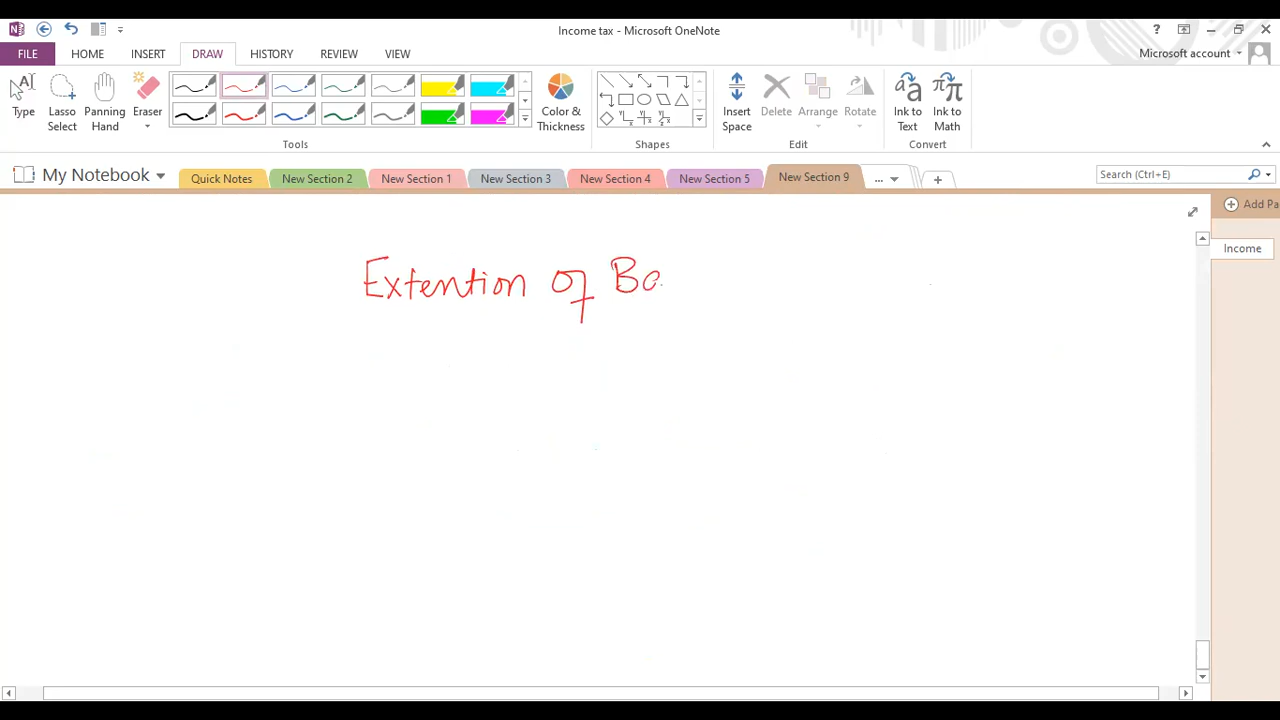 Income tax - Microsoft OneNote
?
FILE HOME INSERT DRAW HISTORY REVIEW VIEW
Microsoft account
Type
Lasso Select
Panning Hand
Eraser
Color & Thickness
Insert Space
Delete
Arrange
Rotate
Ink to Text
Ink to Math
Tools
Shapes
Edit
Convert
My Notebook
Quick Notes
New Section 2
New Section 1
New Section 3
New Section 4
New Section 5
New Section 9
...
Search (Ctrl+E)
Add Pa
Income
Extention of Ba